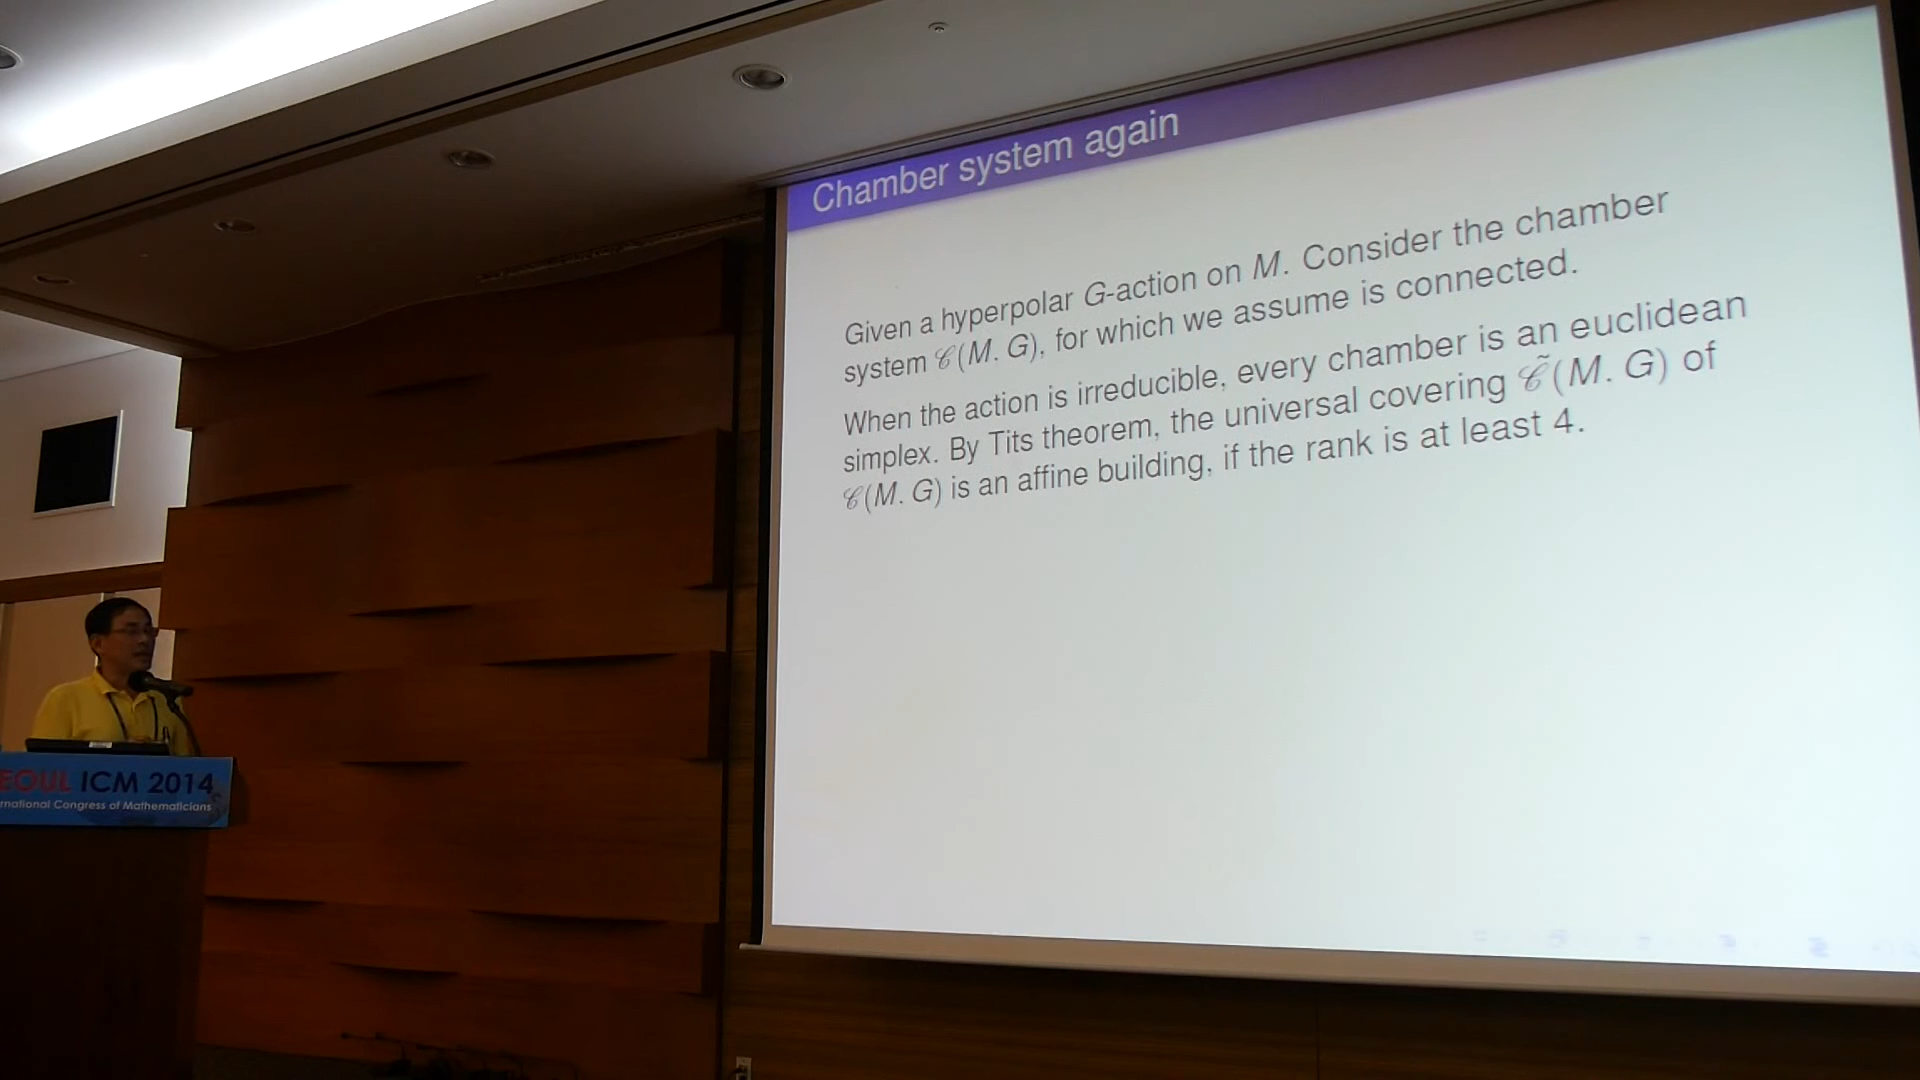 Chamber system again
Given a hyperpolar G-action on M. Consider the chamber
system 𝒞(M, G), for which we assume is connected.
When the action is irreducible, every chamber is an euclidean
simplex. By Tits theorem, the universal covering 𝒞̃(M, G) of
𝒞(M, G) is an affine building, if the rank is at least 4.
EOUL ICM 2014
rnational Congress of Mathematicians